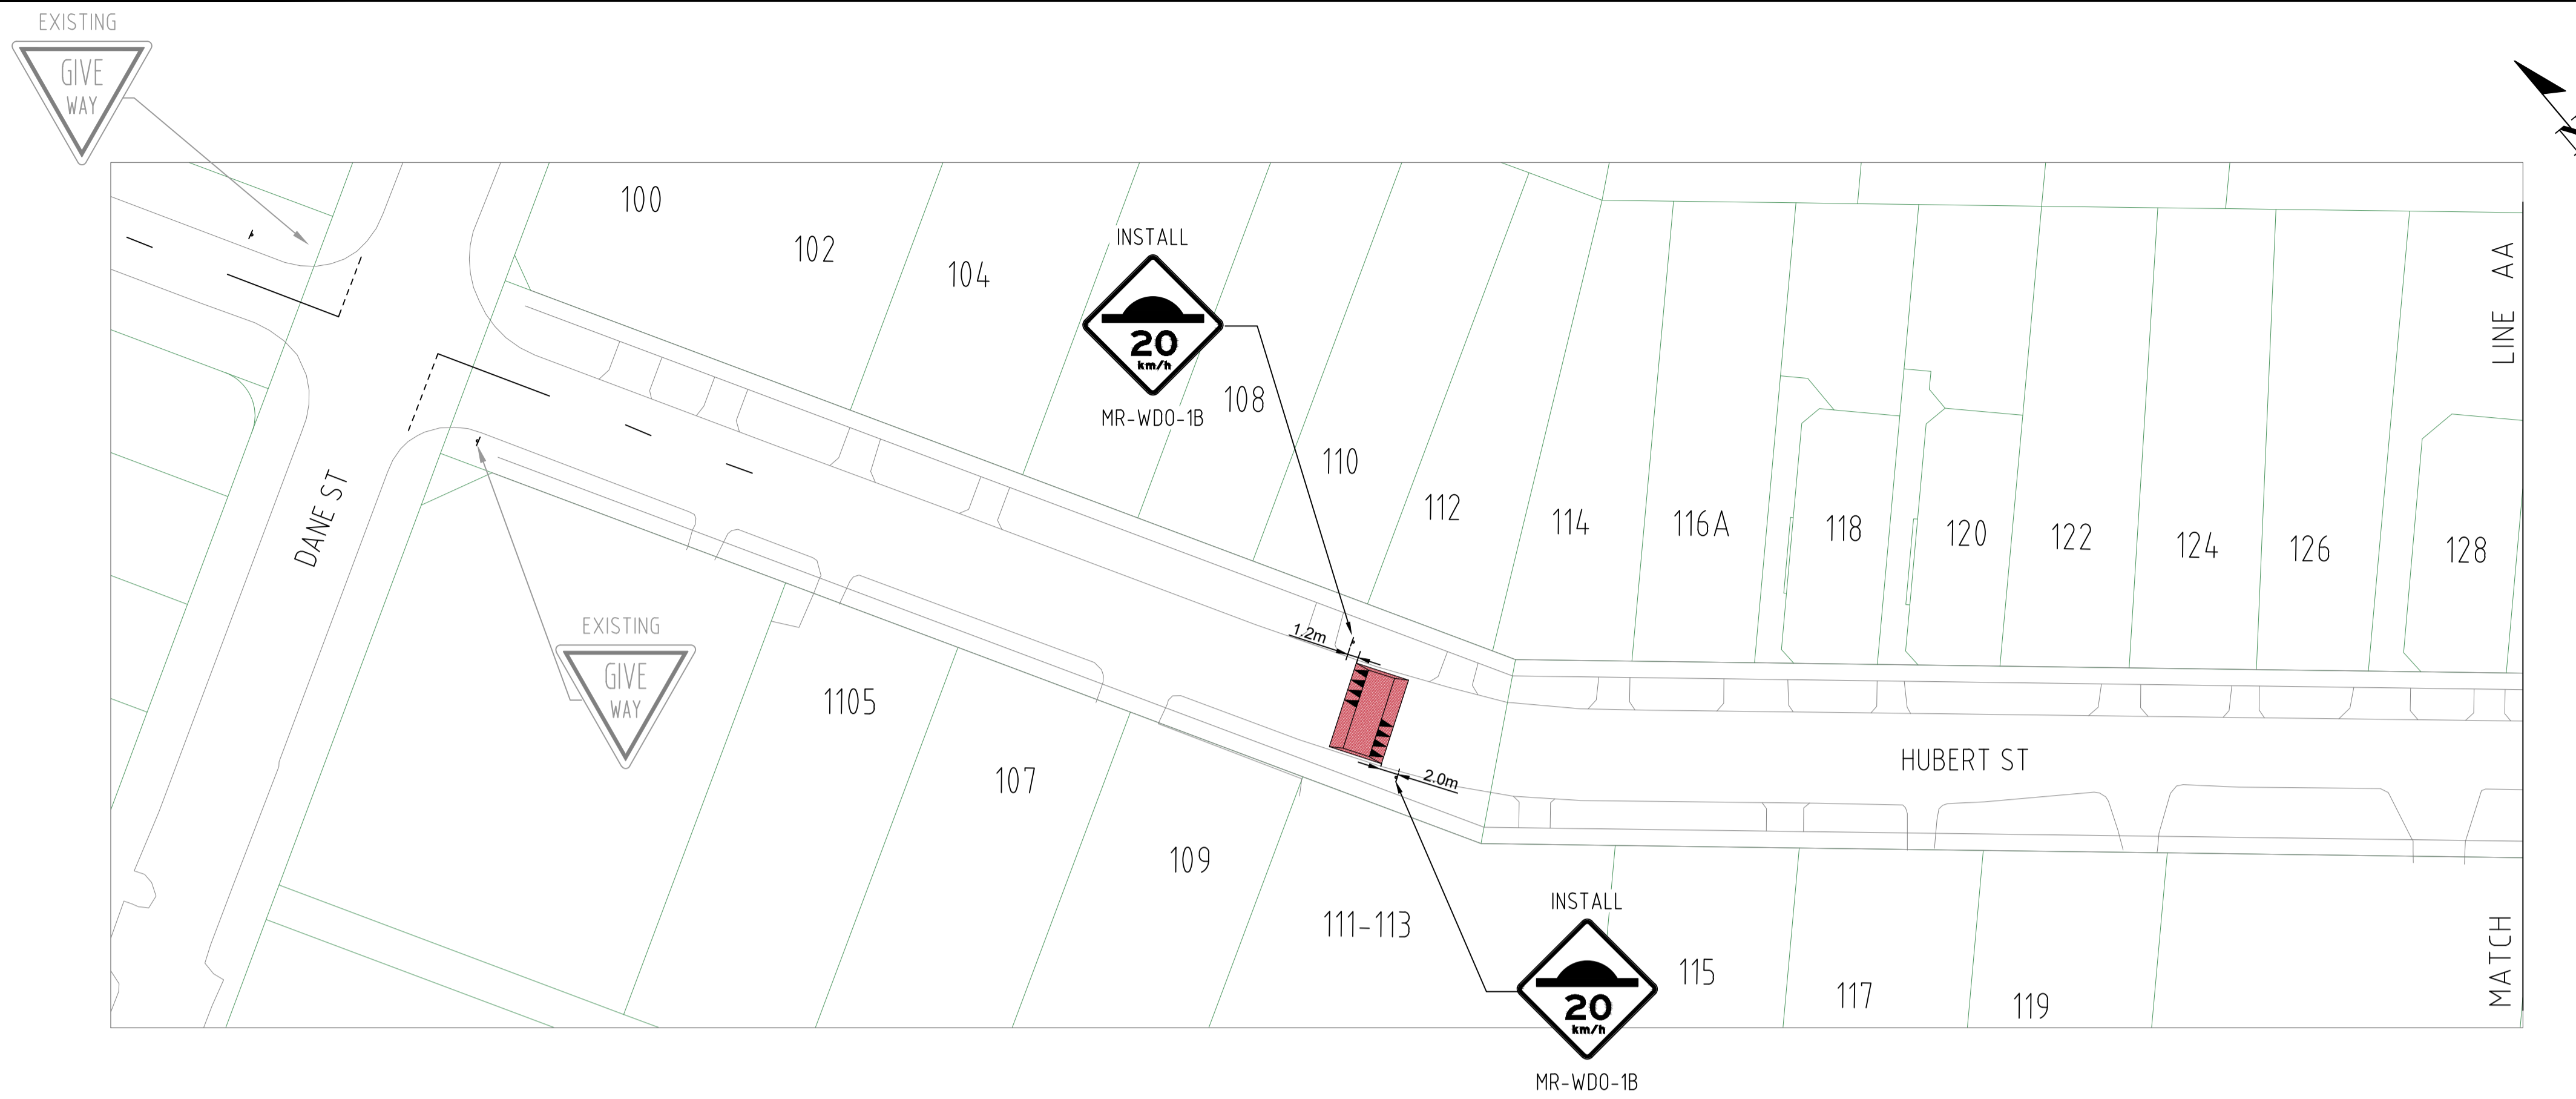 EXISTING
GIVE
WAY
100
102
104
INSTALL
20
km/h
MR-WDO-1B
108
110
112
114
116A
118
120
122
124
126
128
LINE AA
DANE ST
1.2m
EXISTING
GIVE
WAY
1105
107
109
111-113
2.0m
HUBERT ST
INSTALL
20
km/h
MR-WDO-1B
115
117
119
MATCH